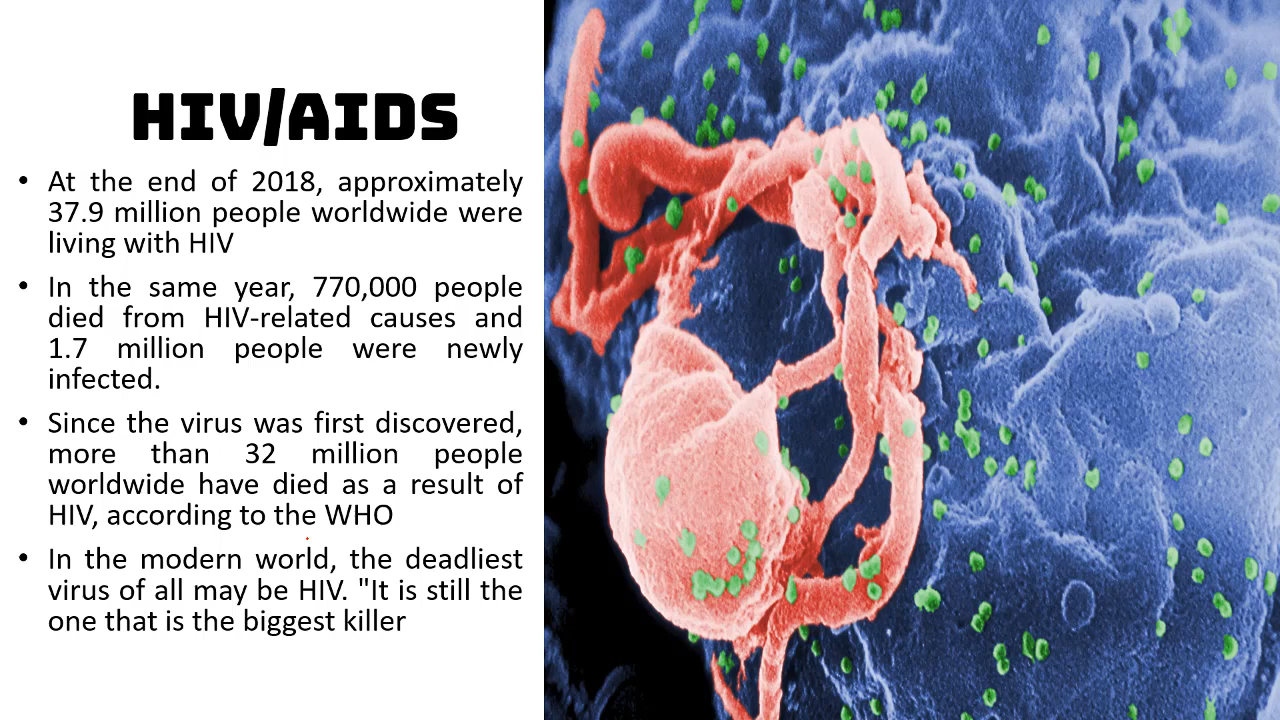 HIV/AIDS
• At the end of 2018, approximately
37.9 million people worldwide were
living with HIV
• In the same year, 770,000 people
died from HIV-related causes and
1.7 million people were newly
infected.
• Since the virus was first discovered,
more than 32 million people
worldwide have died as a result of
HIV, according to the WHO
• In the modern world, the deadliest
virus of all may be HIV. "It is still the
one that is the biggest killer